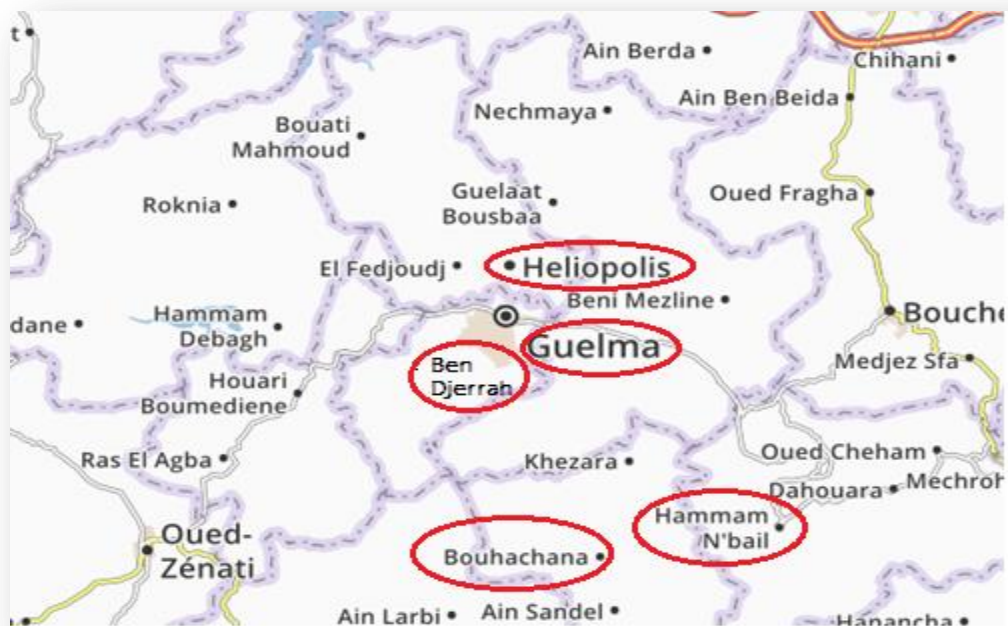 t
Ain Berda
Chihani
Nechmaya
Ain Ben Beida
Bouati
Mahmoud
Roknia
Guelaat
Bousbaa
Oued Fragha
El Fedjoudj
Heliopolis
Beni Mezline
dane
Hammam
Debagh
Bouche
Guelma
Ben
Djerrah
Medjez Sfa
Houari
Boumediene
Ras El Agba
Khezara
Oued Cheham
Dahouara
Mechroh
Hammam
N'bail
Oued-
Zénati
Bouhachana
Ain Larbi
Ain Sandel
Hanancha